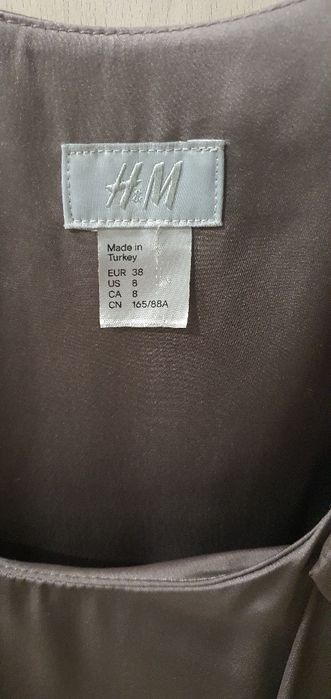 H&M
Made in
Turkey
EUR 38
US 8
CA 8
CN 165/88A